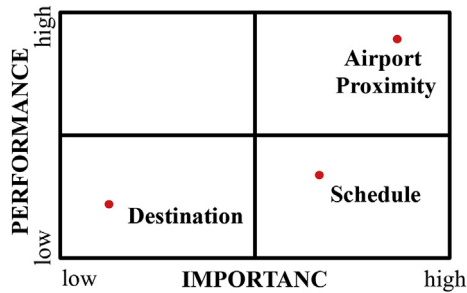 high
Airport
Proximity
PERFORMANCE
Schedule
Destination
low
low
IMPORTANC
high